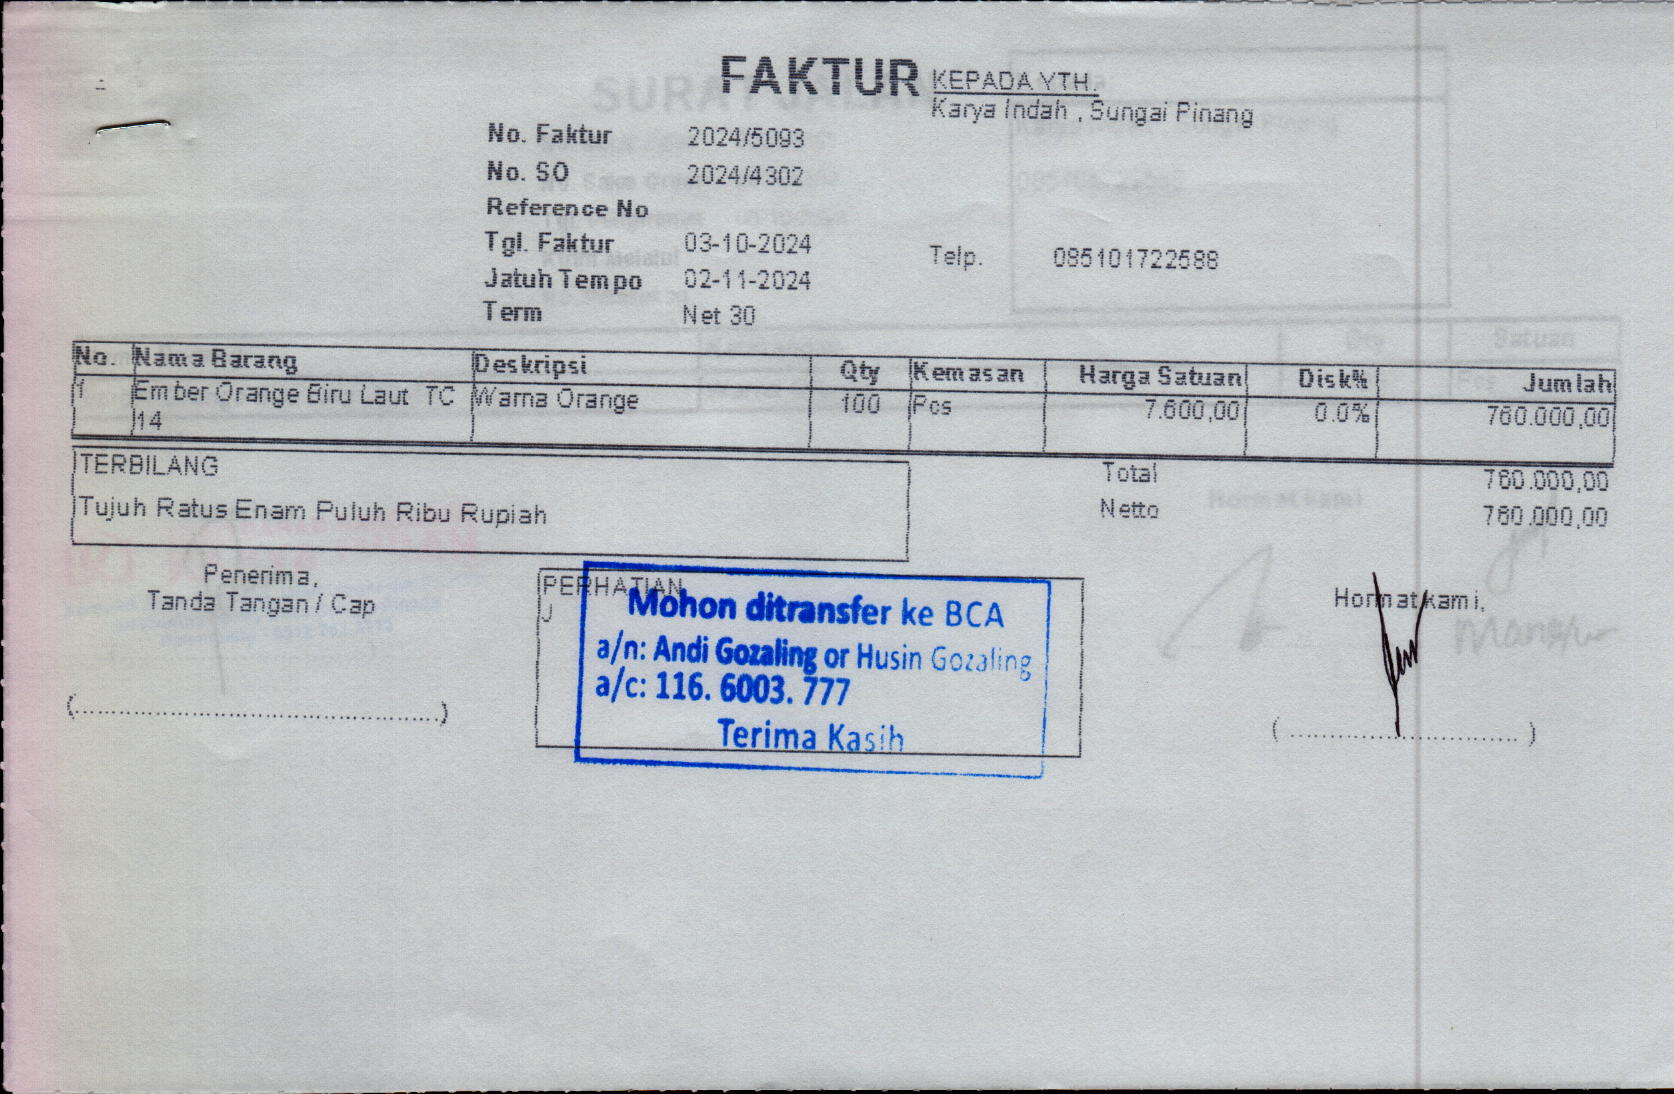 FAKTUR
KEPADA YTH.
Karya Indah , Sungai Pinang
No. Faktur 2024/5093
No. SO 2024/4302
Reference No
Tgl. Faktur 03-10-2024
Telp. 085101722588
Jatuh Tempo 02-11-2024
Term Net 30
No. Nama Barang Deskripsi Qty Kemasan Harga Satuan Disk% Jumlah
1 Ember Orange Biru Laut TC Warna Orange 100 Pcs 7.600,00 0.0% 760.000,00
14
TERBILANG
Total 760.000,00
Tujuh Ratus Enam Puluh Ribu Rupiah
Netto 760.000,00
Penerima,
Tanda Tangan / Cap
PERHATIAN
Mohon ditransfer ke BCA
a/n: Andi Gozaling or Husin Gozaling
a/c: 116. 6003. 777
Terima Kasih
Hormat kami,
(..............................................)
( ............................. )